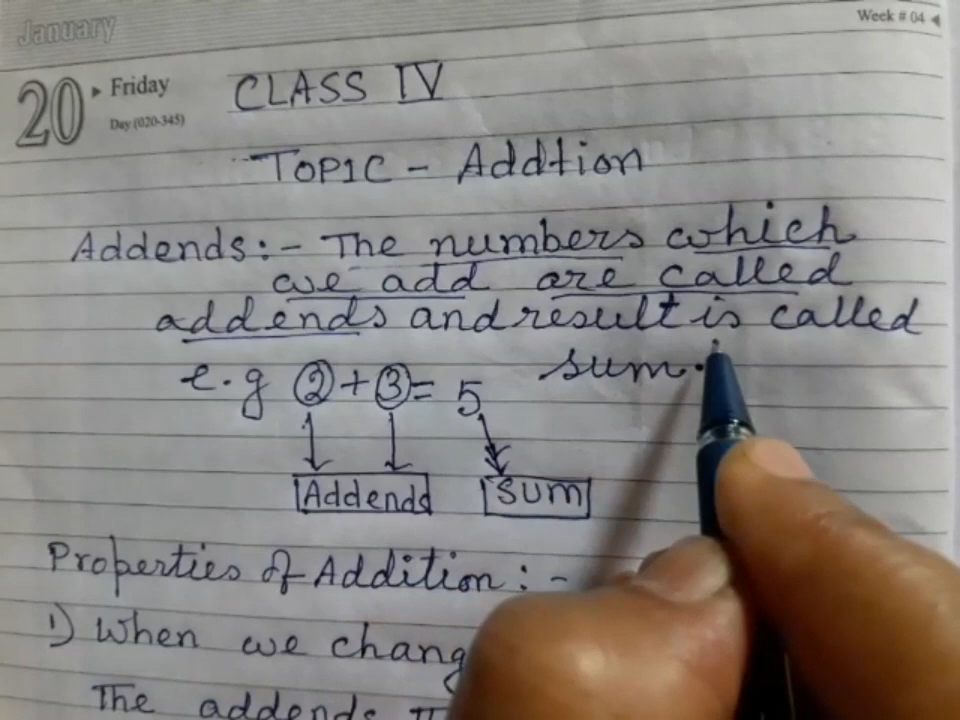 January
Week # 04
20 Friday
Day (020-345)
CLASS IV
TOPIC - Addtion
Addends:- The numbers which
we add are called
addends and result is called
sum.
e.g 2 + 3 = 5
Addends sum
Properties of Addition :-
1) When we chang
The addends